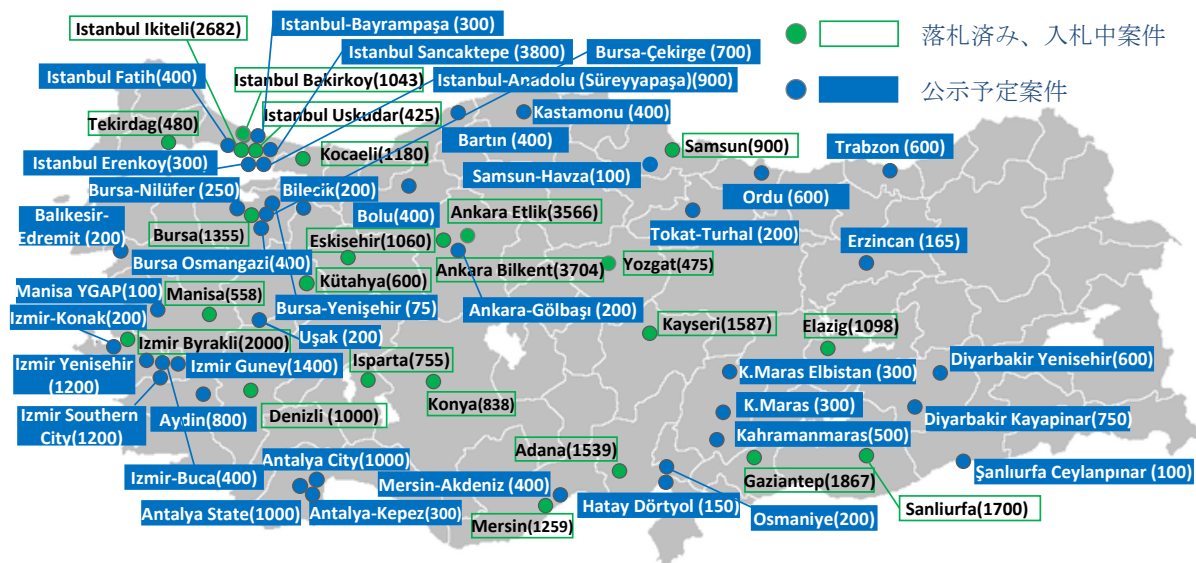 Istanbul-Bayrampaşa (300)
Istanbul Ikiteli(2682)
Istanbul Sancaktepe (3800)
Bursa-Çekirge (700)
落札済み、入札中案件
Istanbul Fatih(400)
Istanbul Bakirkoy(1043)
Istanbul-Anadolu (Süreyyapaşa)(900)
公示予定案件
Istanbul Uskudar(425)
Kastamonu (400)
Tekirdag(480)
Bartın (400)
Kocaeli(1180)
Samsun(900)
Trabzon (600)
Istanbul Erenkoy(300)
Samsun-Havza(100)
Bursa-Nilüfer (250)
Bilecik(200)
Ordu (600)
Balıkesir-
Edremit (200)
Bolu(400)
Ankara Etlik(3566)
Tokat-Turhal (200)
Bursa(1355)
Eskisehir(1060)
Erzincan (165)
Bursa Osmangazi(400)
Ankara Bilkent(3704)
Yozgat(475)
Kütahya(600)
Manisa YGAP(100)
Manisa(558)
Bursa-Yenişehir (75)
Ankara-Gölbaşı (200)
Izmir-Konak(200)
Kayseri(1587)
Elazig(1098)
Izmir Byrakli(2000)
Uşak (200)
Izmir Yenisehir
(1200)
Izmir Guney(1400)
Isparta(755)
Diyarbakir Yenisehir(600)
K.Maras Elbistan (300)
Konya(838)
Izmir Southern
City(1200)
Aydin(800)
Denizli (1000)
K.Maras (300)
Diyarbakir Kayapinar(750)
Kahramanmaras(500)
Adana(1539)
Antalya City(1000)
Izmir-Buca(400)
Mersin-Akdeniz (400)
Gaziantep(1867)
Şanlıurfa Ceylanpınar (100)
Antalya State(1000)
Antalya-Kepez(300)
Hatay Dörtyol (150)
Sanliurfa(1700)
Mersin(1259)
Osmaniye(200)